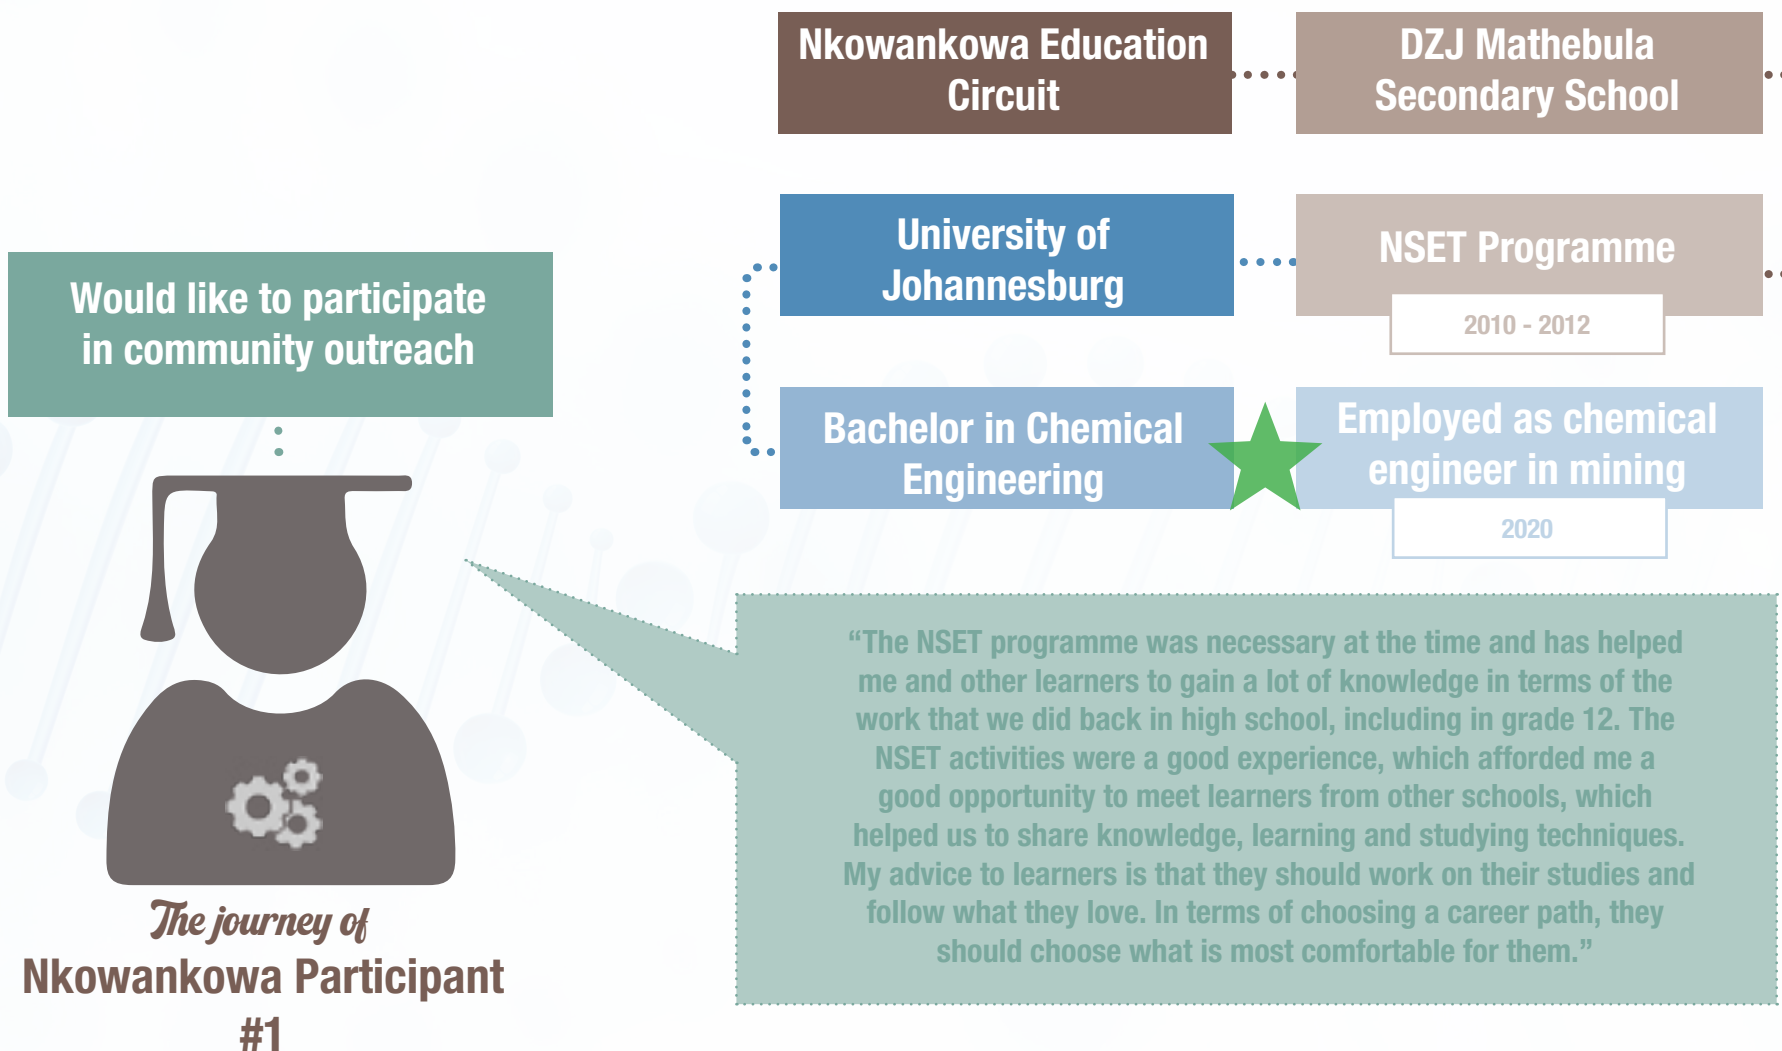 Nkowankowa Education
Circuit
DZJ Mathebula
Secondary School
University of
Johannesburg
NSET Programme
2010 - 2012
Would like to participate
in community outreach
Bachelor in Chemical
Engineering
Employed as chemical
engineer in mining
2020
“The NSET programme was necessary at the time and has helped
me and other learners to gain a lot of knowledge in terms of the
work that we did back in high school, including in grade 12. The
NSET activities were a good experience, which afforded me a
good opportunity to meet learners from other schools, which
helped us to share knowledge, learning and studying techniques.
My advice to learners is that they should work on their studies and
follow what they love. In terms of choosing a career path, they
should choose what is most comfortable for them.”
The journey of
Nkowankowa Participant
#1